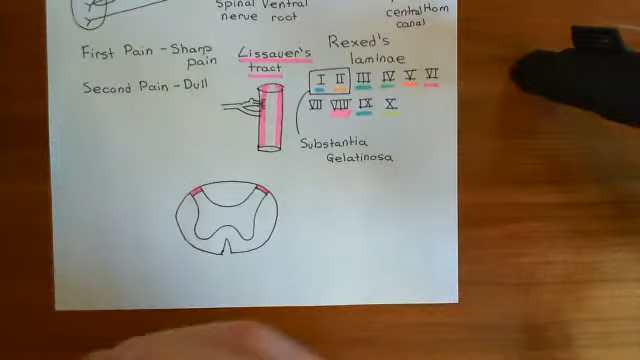 Spinal Ventral
nerve root
central Horn
canal
First Pain - Sharp
pain
Second Pain - Dull
Lissauer's
tract
Rexed's
laminae
I II III IV V VI
VII VIII IX X
Substantia
Gelatinosa